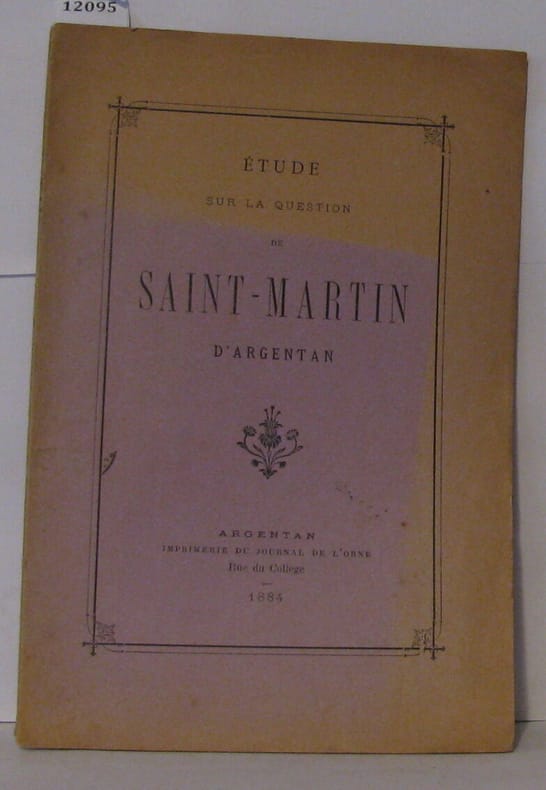 12095
ÉTUDE
SUR LA QUESTION
DE
SAINT-MARTIN
D'ARGENTAN
ARGENTAN
IMPRIMERIE DU JOURNAL DE L'ORNE
Rue du Collège
1884